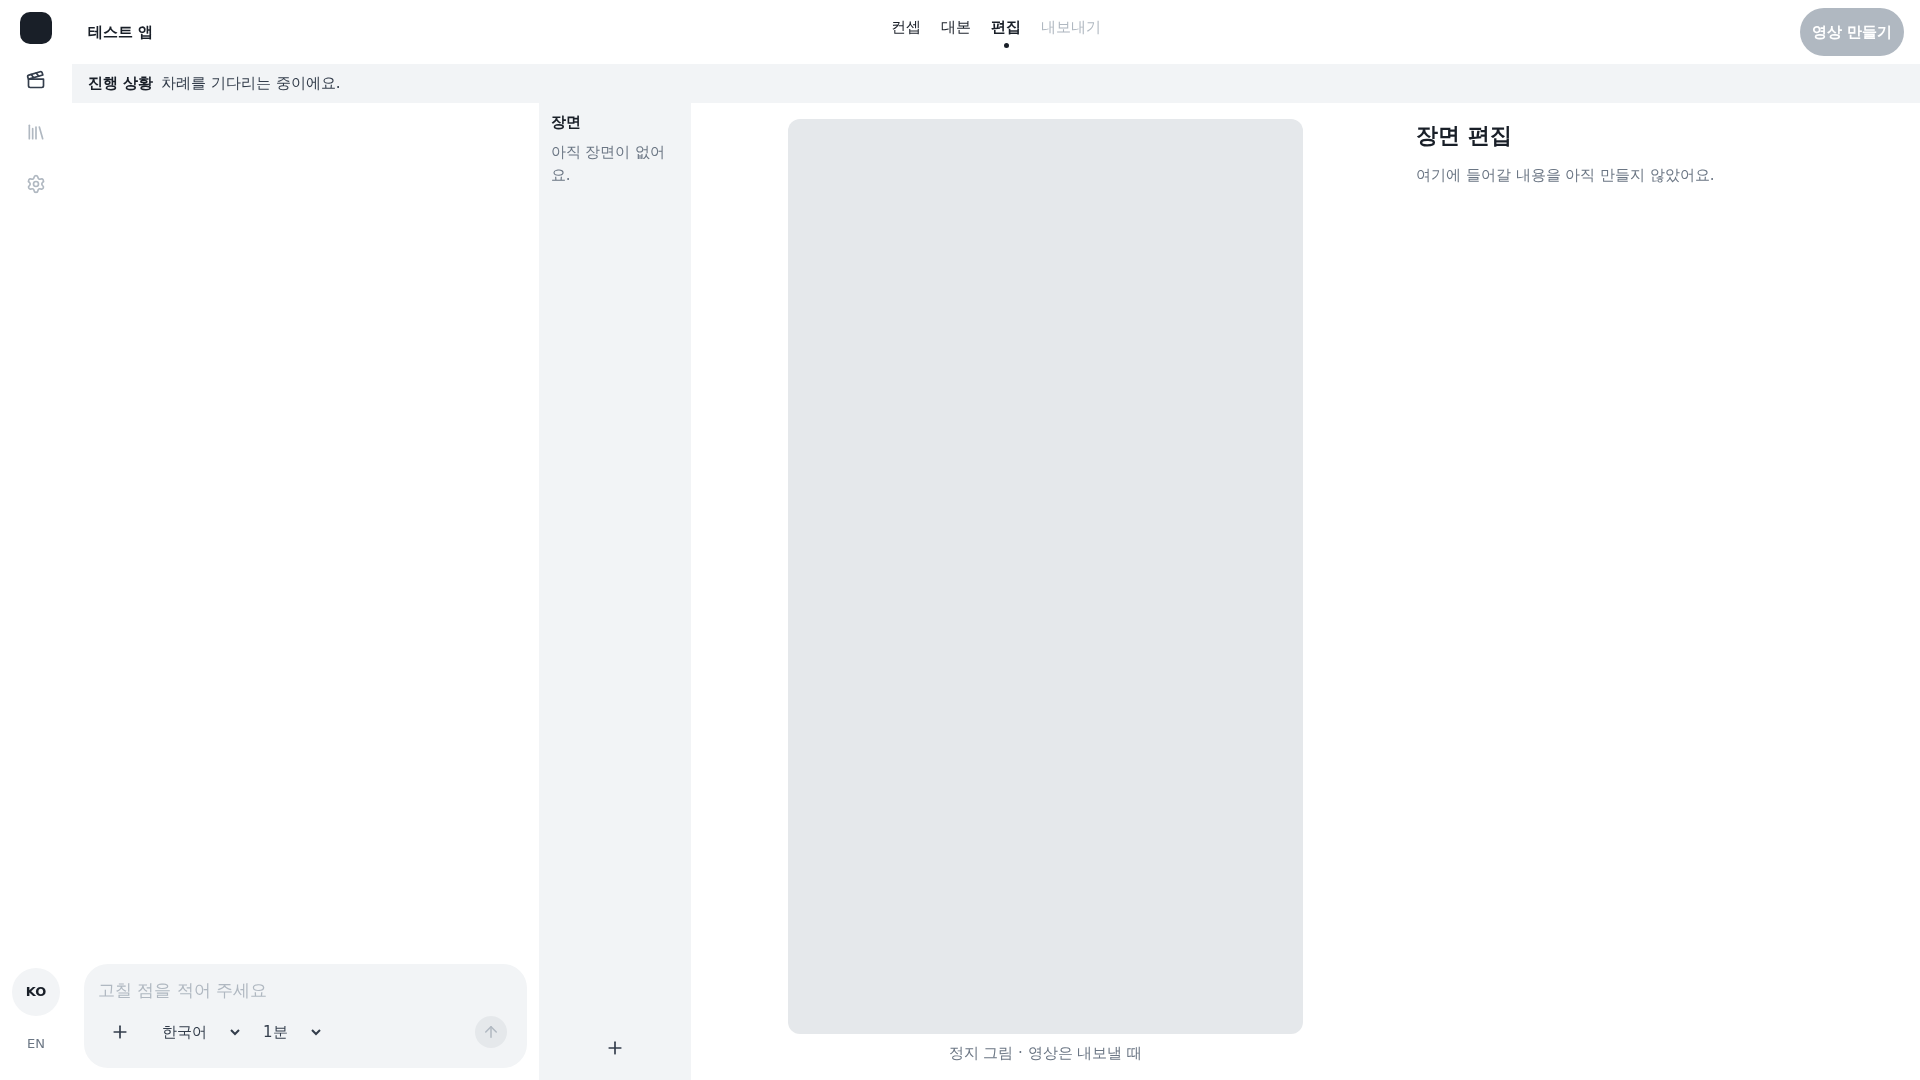 테스트 앱
컨셉 대본 편집 내보내기
영상 만들기
진행 상황 차례를 기다리는 중이에요.
장면
아직 장면이 없어
요.
장면 편집
여기에 들어갈 내용을 아직 만들지 않았어요.
KO
EN
고칠 점을 적어 주세요
한국어 1분
정지 그림 · 영상은 내보낼 때